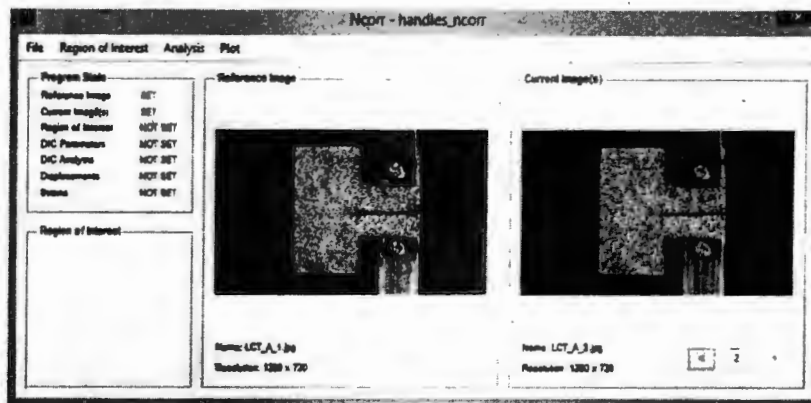 Ncorr - handles_ncorr
File Region of Interest Analysis Plot
Program State
Reference Image SET
Current Image(s) SET
Region of Interest NOT SET
DIC Parameters NOT SET
DIC Analysis NOT SET
Displacements NOT SET
Strains NOT SET
Region of Interest
Reference Image
Name: LCT_A_1.jpg
Resolution: 1280 x 720
Current Image(s)
Name: LCT_A_2.jpg
Resolution: 1280 x 720
2